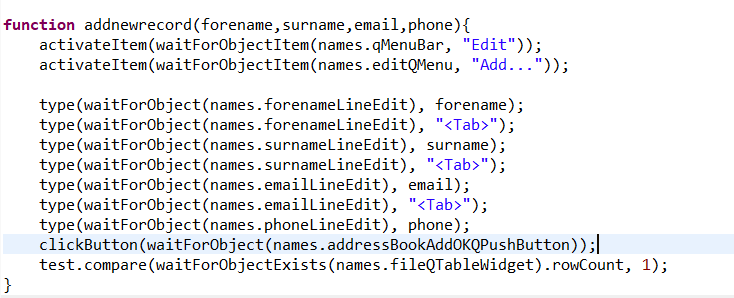 function addnewrecord(forename,surname,email,phone){
activateItem(waitForObjectItem(names.qMenuBar, "Edit"));
activateItem(waitForObjectItem(names.editQMenu, "Add..."));
type(waitForObject(names.forenameLineEdit), forename);
type(waitForObject(names.forenameLineEdit), "<Tab>");
type(waitForObject(names.surnameLineEdit), surname);
type(waitForObject(names.surnameLineEdit), "<Tab>");
type(waitForObject(names.emailLineEdit), email);
type(waitForObject(names.emailLineEdit), "<Tab>");
type(waitForObject(names.phoneLineEdit), phone);
clickButton(waitForObject(names.addressBookAddOKQPushButton));
test.compare(waitForObjectExists(names.fileQTableWidget).rowCount, 1);
}